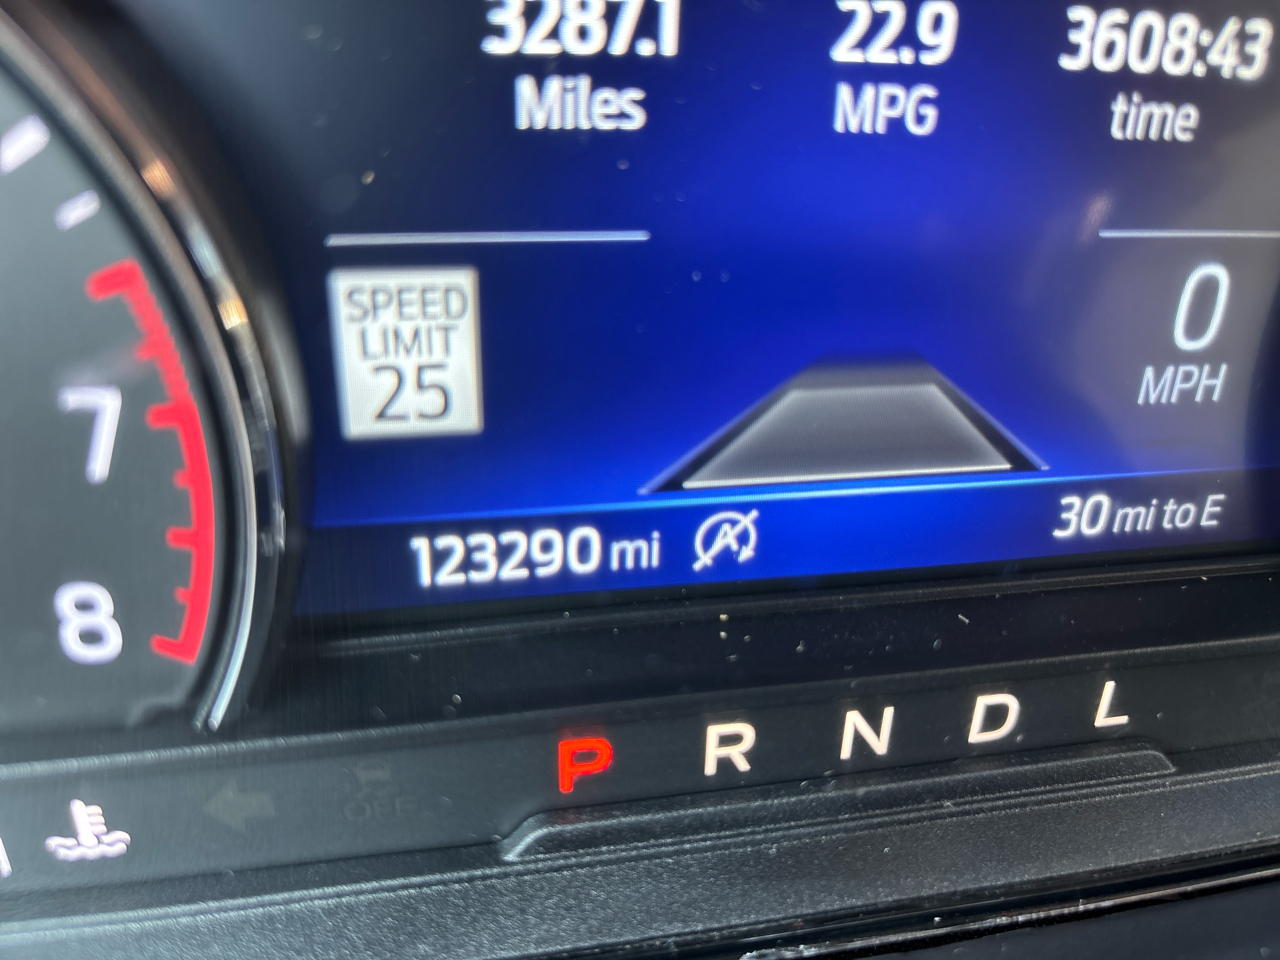 3287.1 22.9 3608:43
Miles MPG time
SPEED
LIMIT
25
0
MPH
7
8
123290 mi A 30 mi to E
P R N D L
OFF